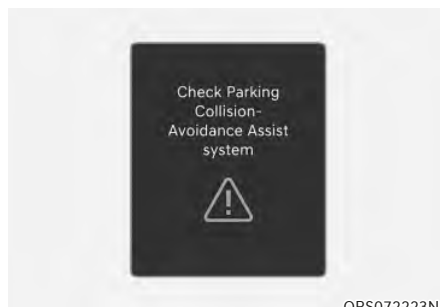 Check Parking
Collision-
Avoidance Assist
system
OPS072223N